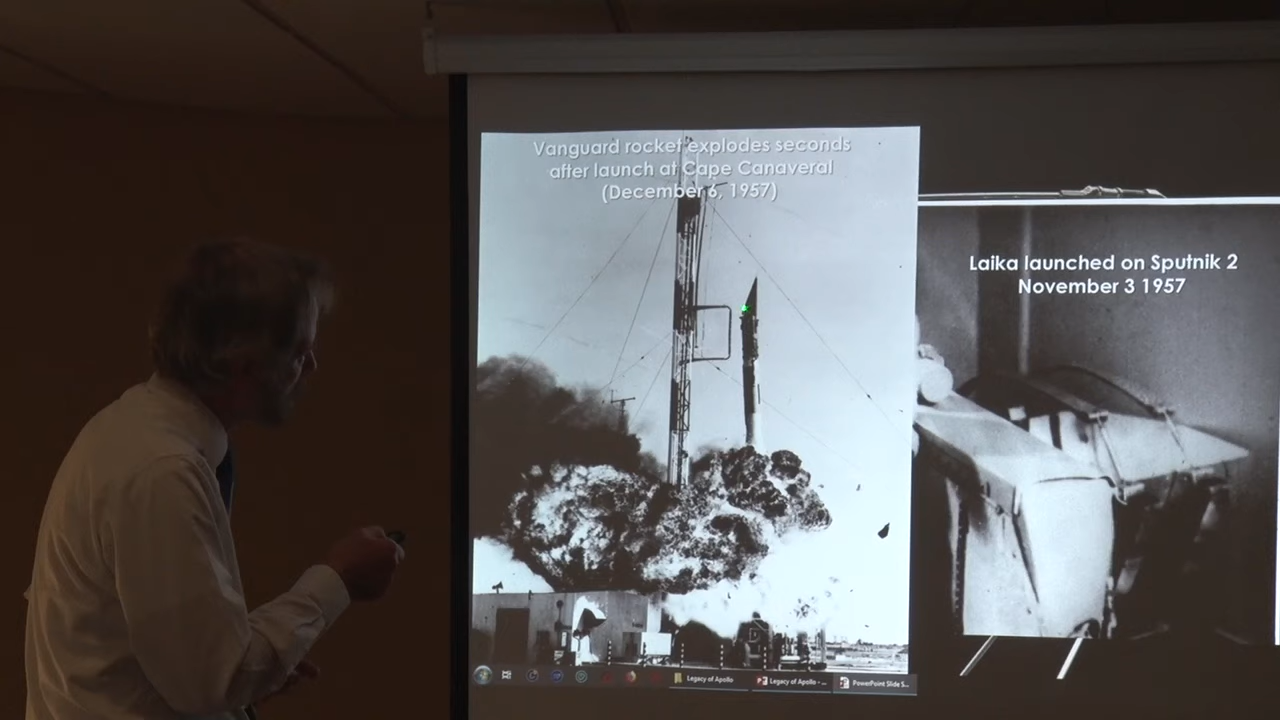 Vanguard rocket explodes seconds
after launch at Cape Canaveral
(December 6, 1957)
Laika launched on Sputnik 2
November 3 1957
Legacy of Apollo
Legacy of Apollo - ...
PowerPoint Slide S...